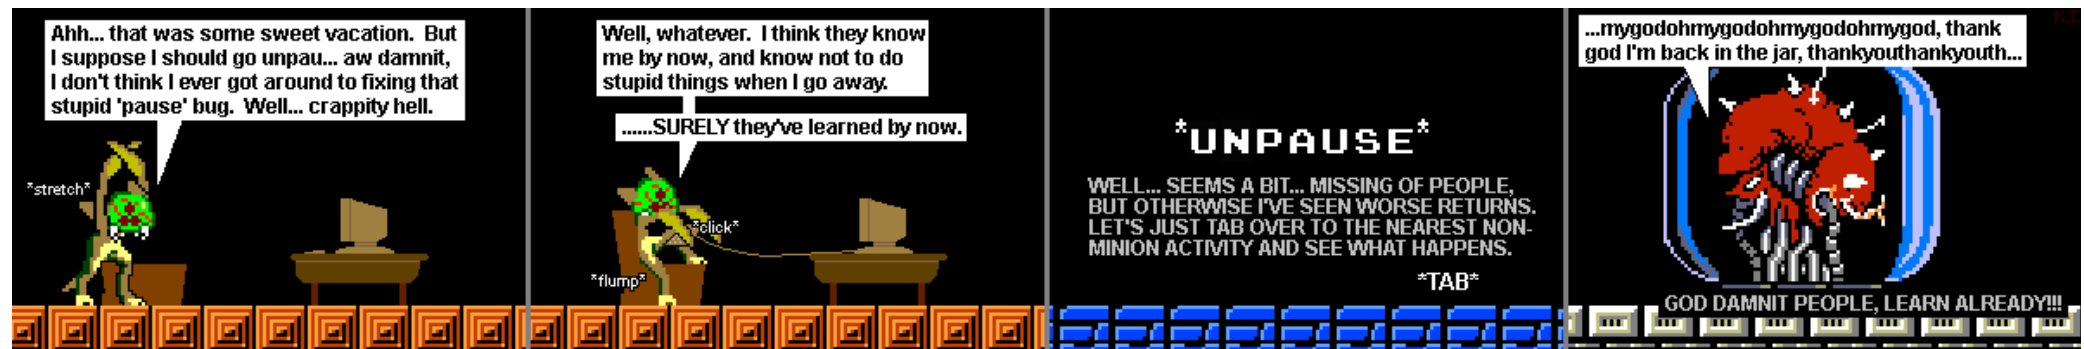 Ahh... that was some sweet vacation. But
I suppose I should go unpau... aw damnit,
I don't think I ever got around to fixing that
stupid 'pause' bug. Well... crappity hell.
*stretch*
Well, whatever. I think they know
me by now, and know not to do
stupid things when I go away.
......SURELY they've learned by now.
*click*
*flump*
*UNPAUSE*
WELL... SEEMS A BIT... MISSING OF PEOPLE,
BUT OTHERWISE I'VE SEEN WORSE RETURNS.
LET'S JUST TAB OVER TO THE NEAREST NON-
MINION ACTIVITY AND SEE WHAT HAPPENS.
*TAB*
...mygodohmygodohmygodohmygod, thank
god I'm back in the jar, thankyouthankyouth...
GOD DAMNIT PEOPLE, LEARN ALREADY!!!